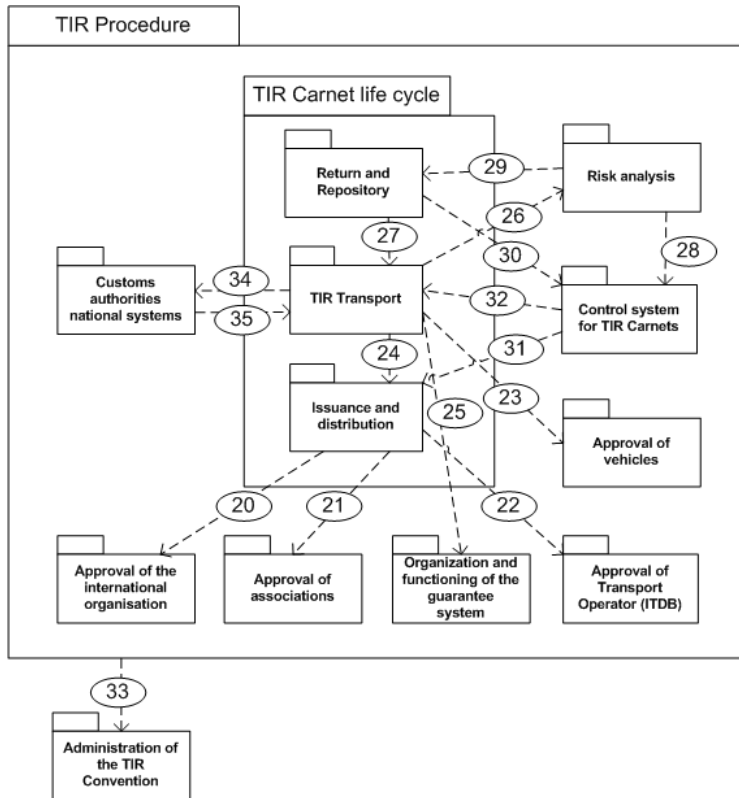 TIR Procedure
TIR Carnet life cycle
Return and
Repository
29
Risk analysis
26
27
30
28
34
Customs
authorities
national systems
TIR Transport
32
Control system
for TIR Carnets
35
24
31
Issuance and
distribution
25
23
Approval of
vehicles
20
21
22
Approval of the
international
organisation
Approval of
associations
Organization and
functioning of the
guarantee
system
Approval of
Transport
Operator (ITDB)
33
Administration of
the TIR
Convention